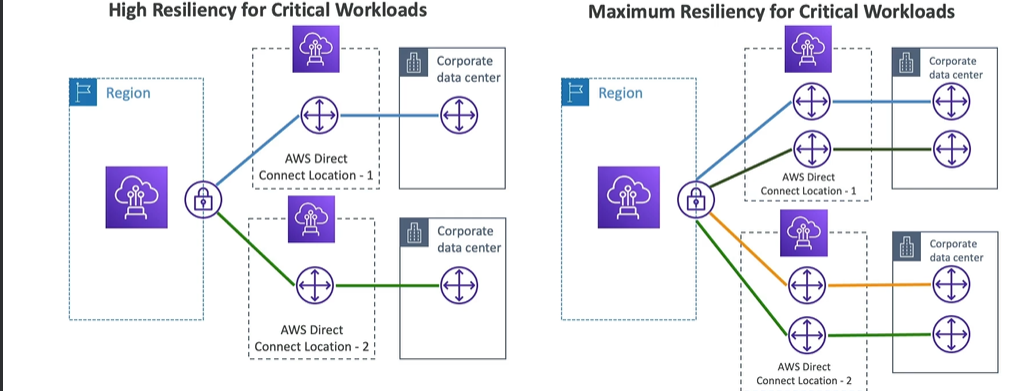 High Resiliency for Critical Workloads
Region
Corporate
data center
AWS Direct
Connect Location - 1
Corporate
data center
AWS Direct
Connect Location - 2
Maximum Resiliency for Critical Workloads
Region
Corporate
data center
AWS Direct
Connect Location - 1
Corporate
data center
AWS Direct
Connect Location - 2